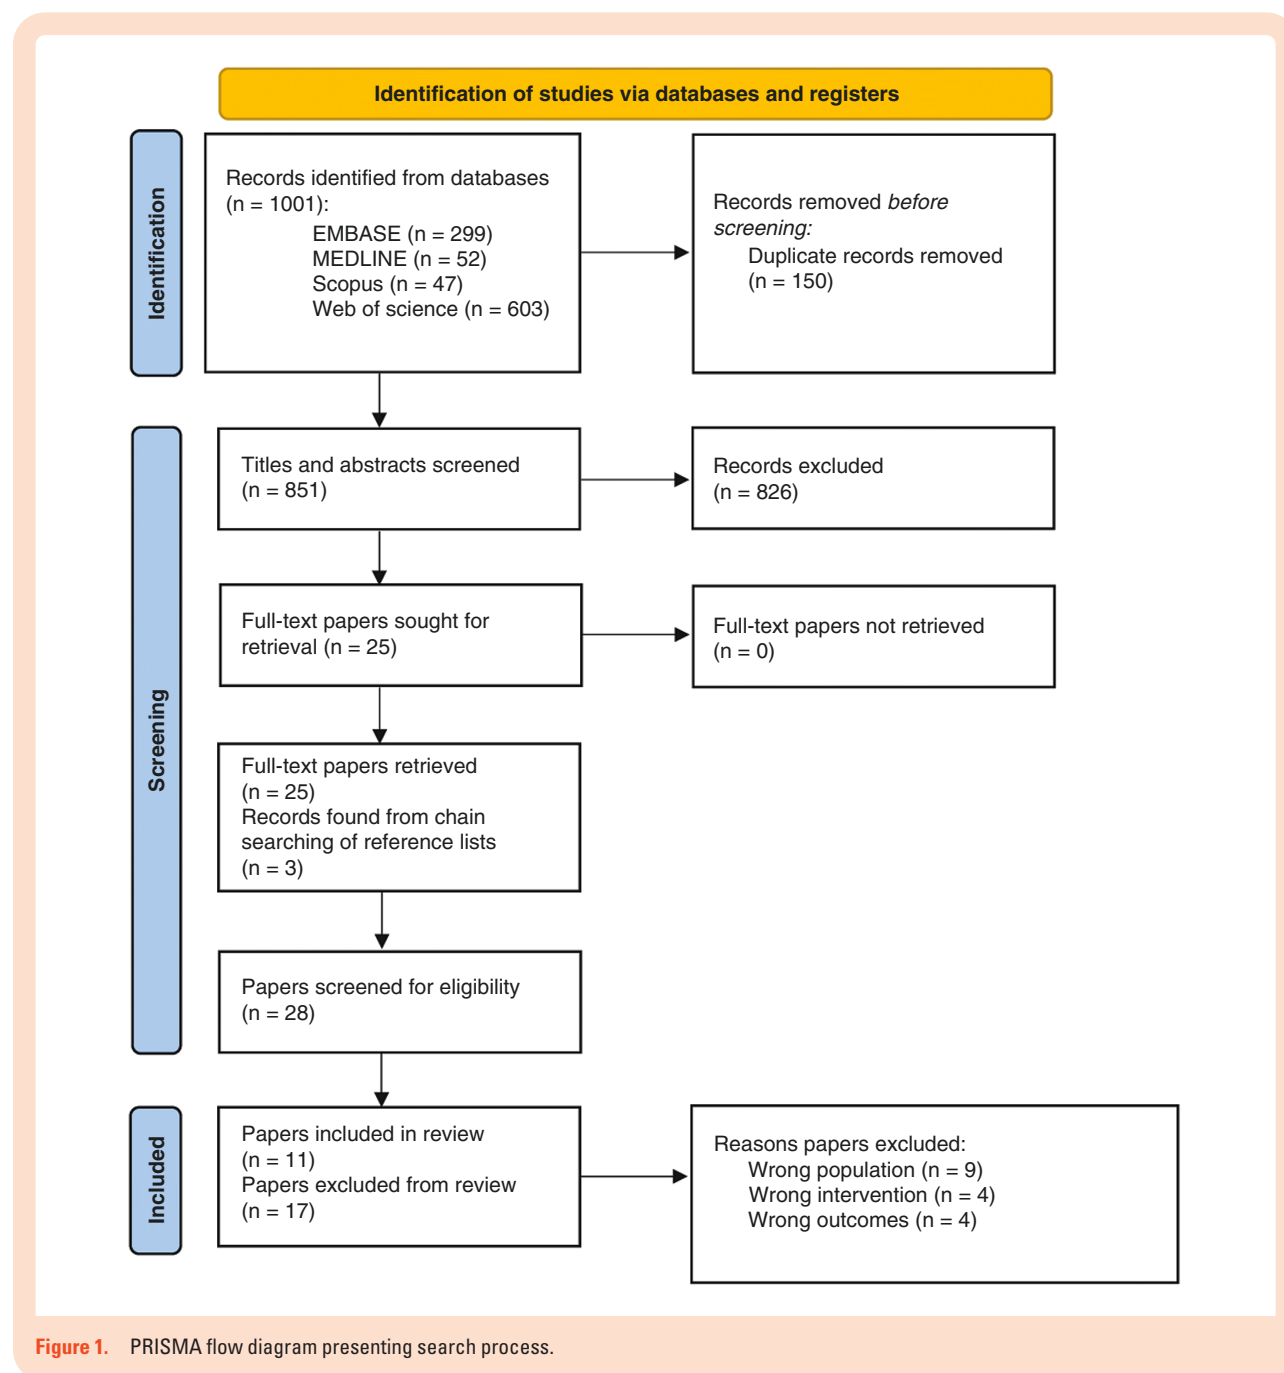 Identification of studies via databases and registers
Identification
Records identified from databases
(n = 1001):
EMBASE (n = 299)
MEDLINE (n = 52)
Scopus (n = 47)
Web of science (n = 603)
Records removed before
screening:
Duplicate records removed
(n = 150)
Screening
Titles and abstracts screened
(n = 851)
Records excluded
(n = 826)
Full-text papers sought for
retrieval (n = 25)
Full-text papers not retrieved
(n = 0)
Full-text papers retrieved
(n = 25)
Records found from chain
searching of reference lists
(n = 3)
Papers screened for eligibility
(n = 28)
Included
Papers included in review
(n = 11)
Papers excluded from review
(n = 17)
Reasons papers excluded:
Wrong population (n = 9)
Wrong intervention (n = 4)
Wrong outcomes (n = 4)
Figure 1. PRISMA flow diagram presenting search process.